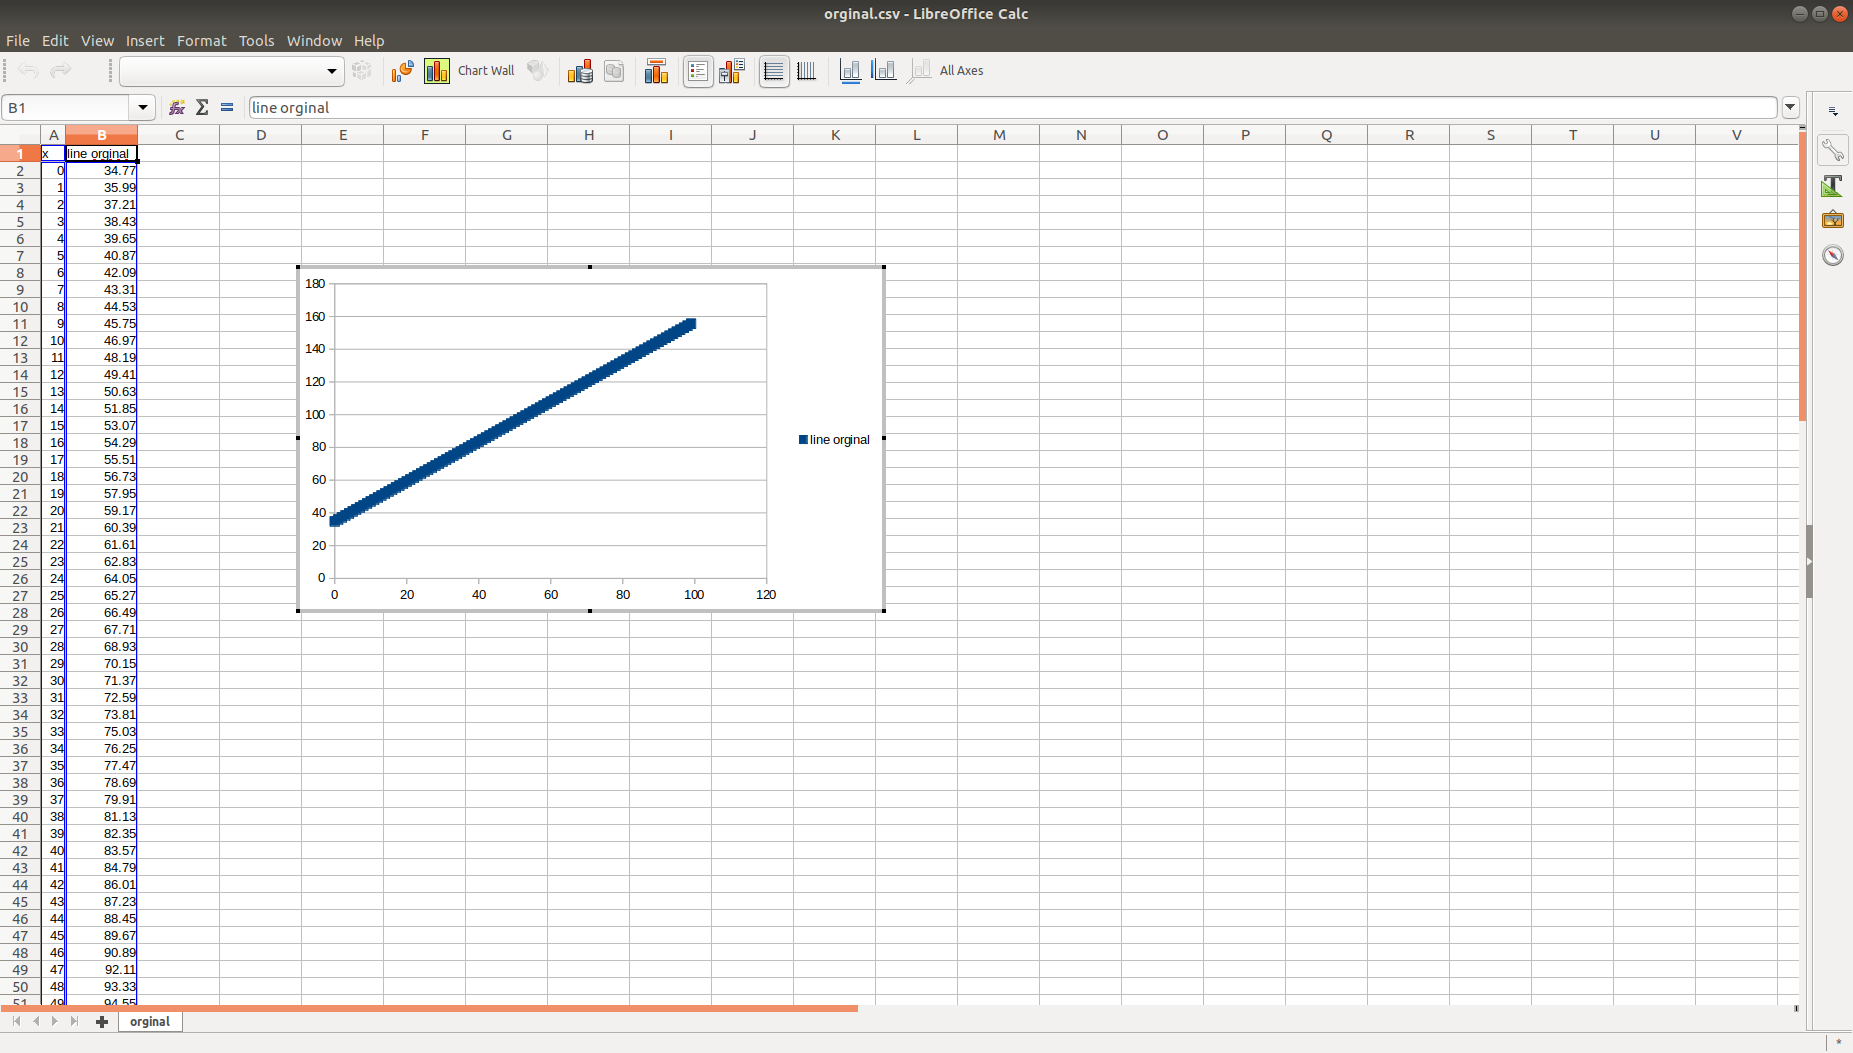 orginal.csv - LibreOffice Calc
File Edit View Insert Format Tools Window Help
Chart Wall All Axes
B1 line orginal
A B C D E F G H I J K L M N O P Q R S T U V
1 x line orginal
2 0 34.77
3 1 35.99
4 2 37.21
5 3 38.43
6 4 39.65
7 5 40.87
8 6 42.09
9 7 43.31
10 8 44.53
11 9 45.75
12 10 46.97
13 11 48.19
14 12 49.41
15 13 50.63
16 14 51.85
17 15 53.07
18 16 54.29
19 17 55.51
20 18 56.73
21 19 57.95
22 20 59.17
23 21 60.39
24 22 61.61
25 23 62.83
26 24 64.05
27 25 65.27
28 26 66.49
29 27 67.71
30 28 68.93
31 29 70.15
32 30 71.37
33 31 72.59
34 32 73.81
35 33 75.03
36 34 76.25
37 35 77.47
38 36 78.69
39 37 79.91
40 38 81.13
41 39 82.35
42 40 83.57
43 41 84.79
44 42 86.01
45 43 87.23
46 44 88.45
47 45 89.67
48 46 90.89
49 47 92.11
50 48 93.33
51 49 94.55
180
160
140
120
100
80
60
40
20
0
0 20 40 60 80 100 120
line orginal
orginal
*